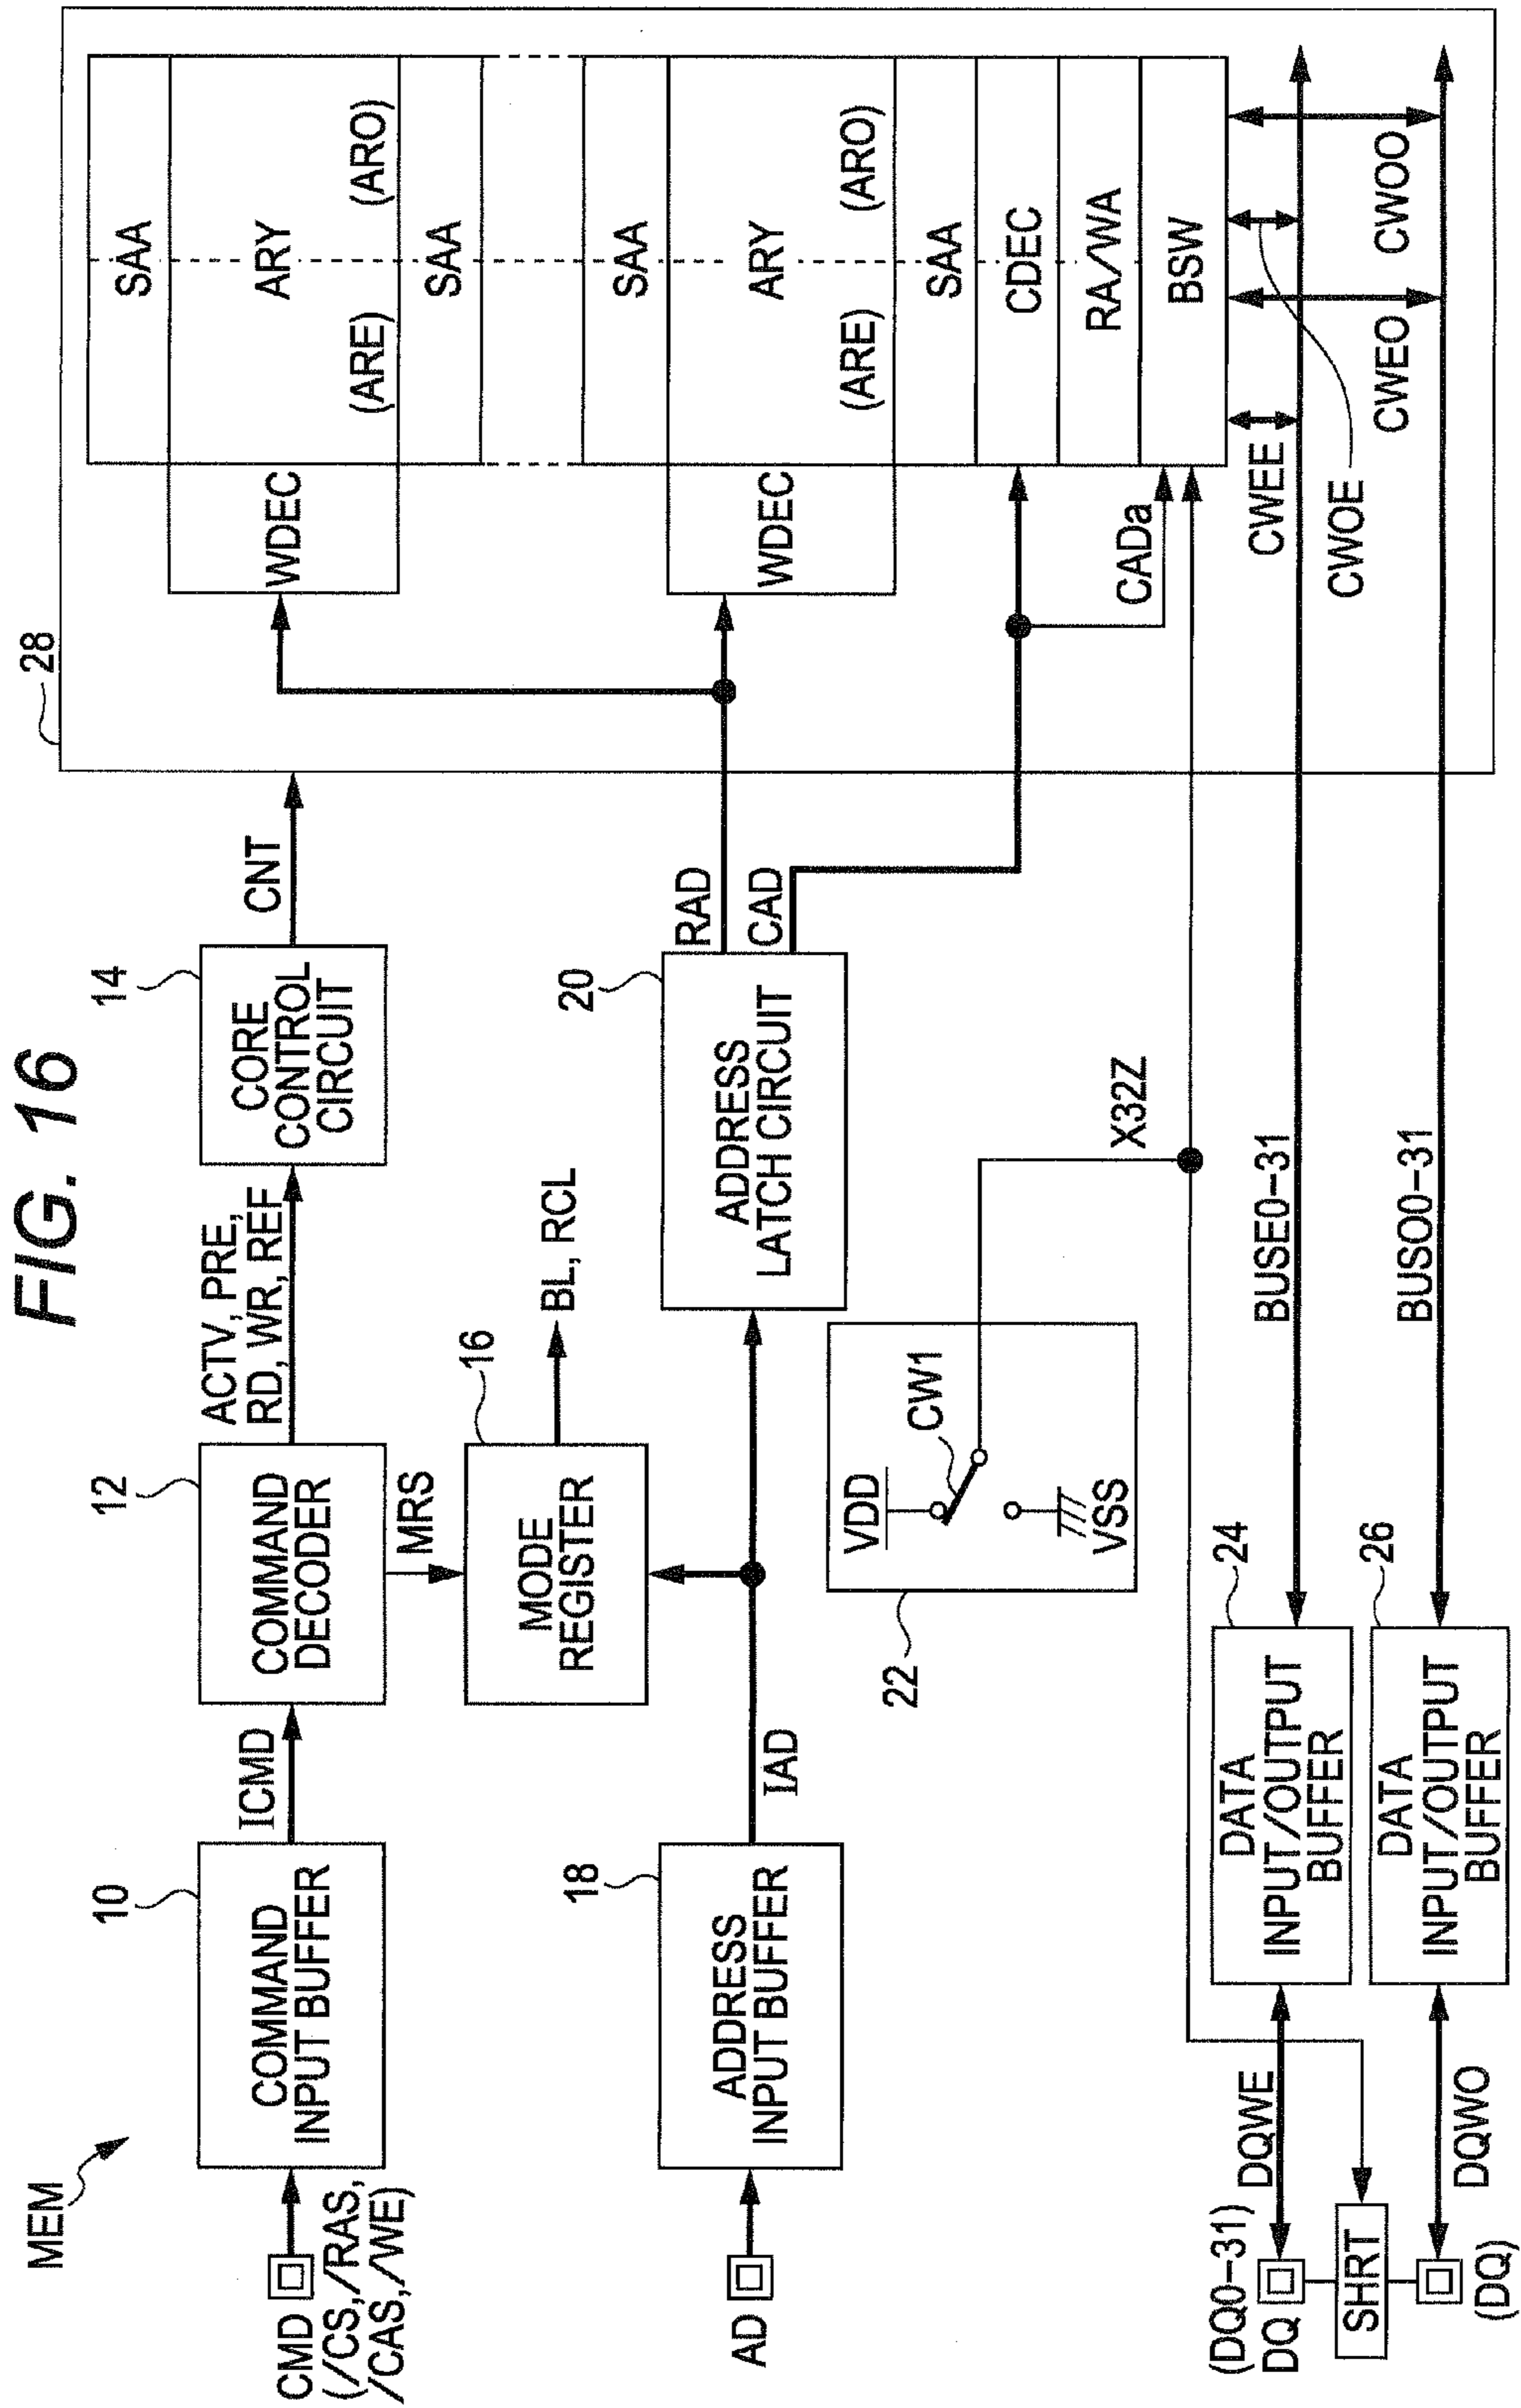 FIG. 16
MEM
CMD
(/CS,/RAS,
/CAS,/WE)
10
COMMAND
INPUT BUFFER
ICMD
12
COMMAND
DECODER
ACTV, PRE,
RD, WR, REF
14
CORE
CONTROL
CIRCUIT
CNT
28
MRS
16
MODE
REGISTER
BL, RCL
AD
18
ADDRESS
INPUT BUFFER
IAD
20
ADDRESS
LATCH CIRCUIT
RAD
CAD
22
VDD
CW1
VSS
X32Z
WDEC
WDEC
SAA
ARY
(ARE)
(ARO)
SAA
SAA
ARY
(ARE)
(ARO)
SAA
CDEC
RA/WA
BSW
CADa
CWEE
CWOE
CWEO
CWOO
(DQ0-31)
DQ
DQWE
24
DATA
INPUT/OUTPUT
BUFFER
BUSE0-31
SHRT
(DQ)
DQWO
26
DATA
INPUT/OUTPUT
BUFFER
BUSO0-31